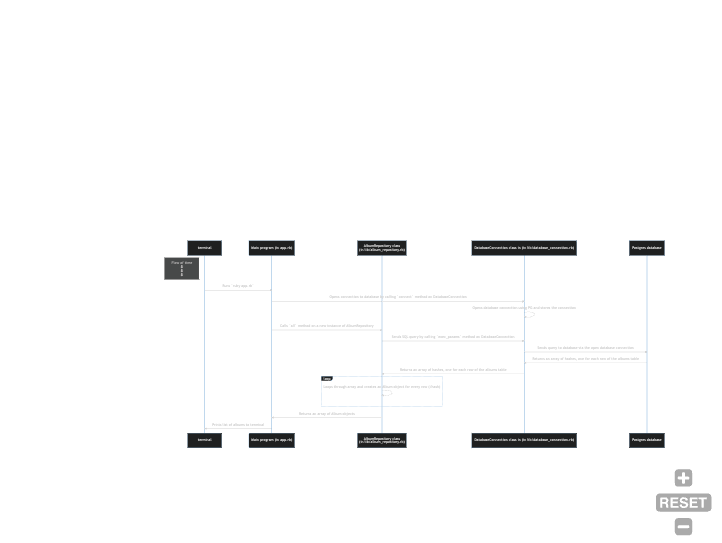 terminal
Main program (in app.rb)
AlbumRepository class
(in lib/album_repository.rb)
DatabaseConnection class in (in lib/database_connection.rb)
Postgres database
Flow of time
Runs `ruby app.rb`
Opens connection to database by calling `connect` method on DatabaseConnection
Opens database connection using PG and stores the connection
Calls `all` method on a new instance of AlbumRepository
Sends SQL query by calling `exec_params` method on DatabaseConnection
Sends query to database via the open database connection
Returns an array of hashes, one for each row of the albums table
Returns an array of hashes, one for each row of the albums table
loop
Loops through array and creates an Album object for every row
Returns an array of Album objects
Prints list of albums to terminal
terminal
Main program (in app.rb)
AlbumRepository class
(in lib/album_repository.rb)
DatabaseConnection class in (in lib/database_connection.rb)
Postgres database
RESET